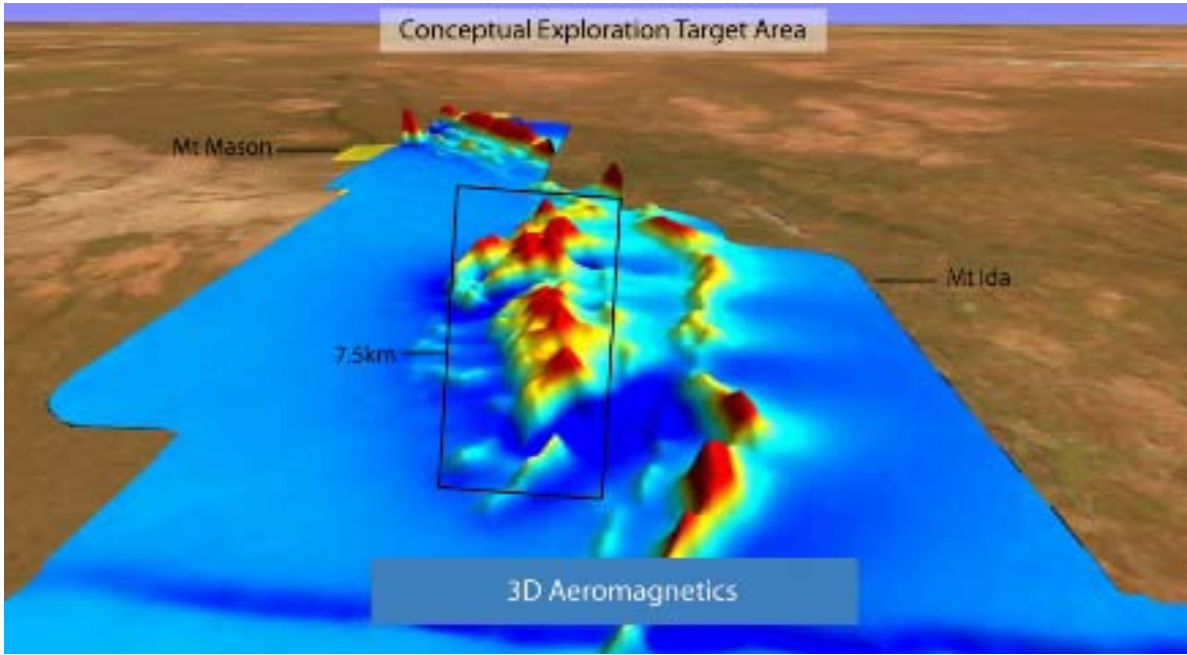 Conceptual Exploration Target Area
Mt Mason
Mt Ida
7.5km
3D Aeromagnetics